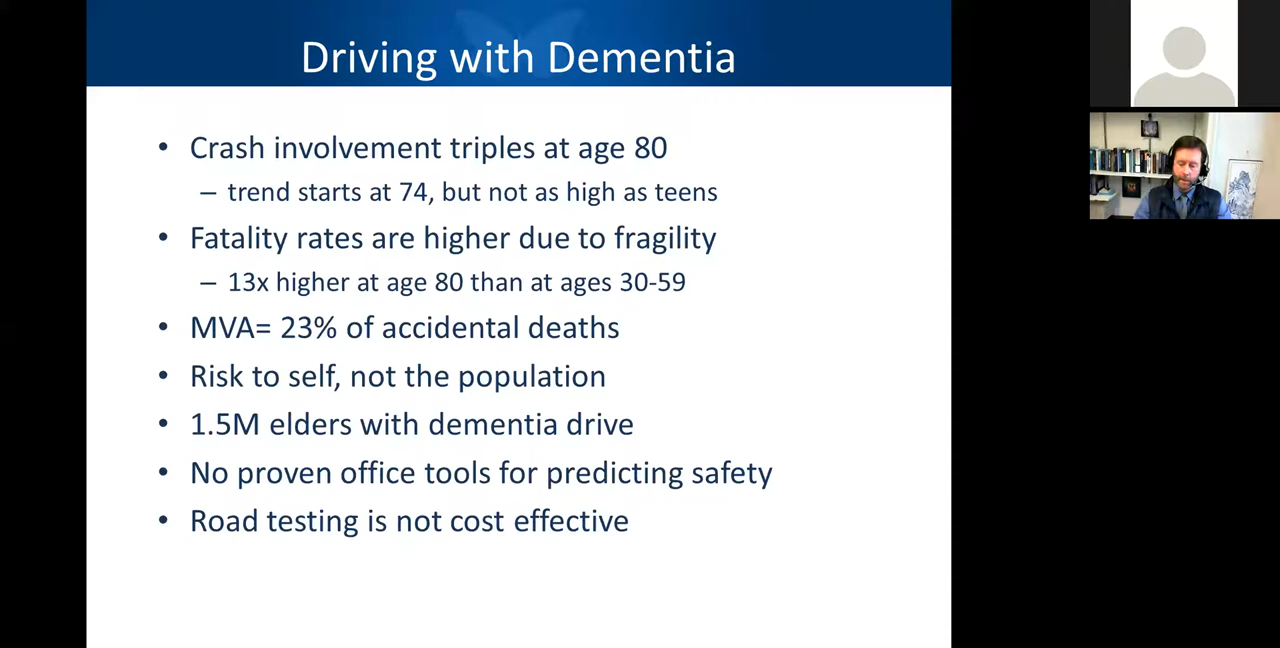 Driving with Dementia
• Crash involvement triples at age 80
– trend starts at 74, but not as high as teens
• Fatality rates are higher due to fragility
– 13x higher at age 80 than at ages 30-59
• MVA= 23% of accidental deaths
• Risk to self, not the population
• 1.5M elders with dementia drive
• No proven office tools for predicting safety
• Road testing is not cost effective